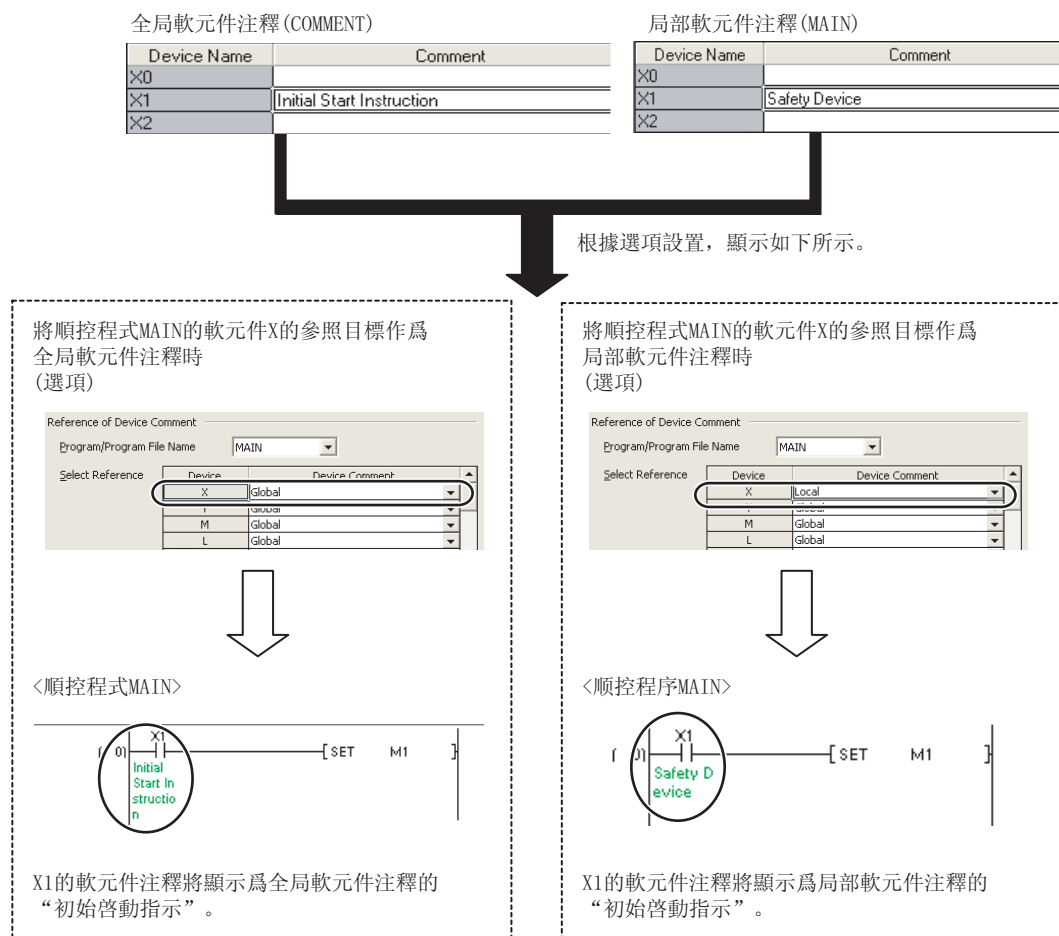 全局軟元件注釋(COMMENT)
Device Name Comment
X0
X1 Initial Start Instruction
X2
局部軟元件注釋(MAIN)
Device Name Comment
X0
X1 Safety Device
X2
根據選項設置，顯示如下所示。
將順控程式MAIN的軟元件X的參照目標作爲
全局軟元件注釋時
(選項)
Reference of Device Comment
Program/Program File Name MAIN
Select Reference Device Device Comment
X Global
Y Global
M Global
L Global
<順控程式MAIN>
X1
( 0) [ SET M1 ]
Initial
Start In
structio
n
X1的軟元件注釋將顯示爲全局軟元件注釋的
“初始啓動指示”。
將順控程式MAIN的軟元件X的參照目標作爲
局部軟元件注釋時
(選項)
Reference of Device Comment
Program/Program File Name MAIN
Select Reference Device Device Comment
X Local
Global
M Global
L Global
<顺控程序MAIN>
X1
( 0) [ SET M1 ]
Safety D
evice
X1的軟元件注釋將顯示爲局部軟元件注釋的
“初始啓動指示”。